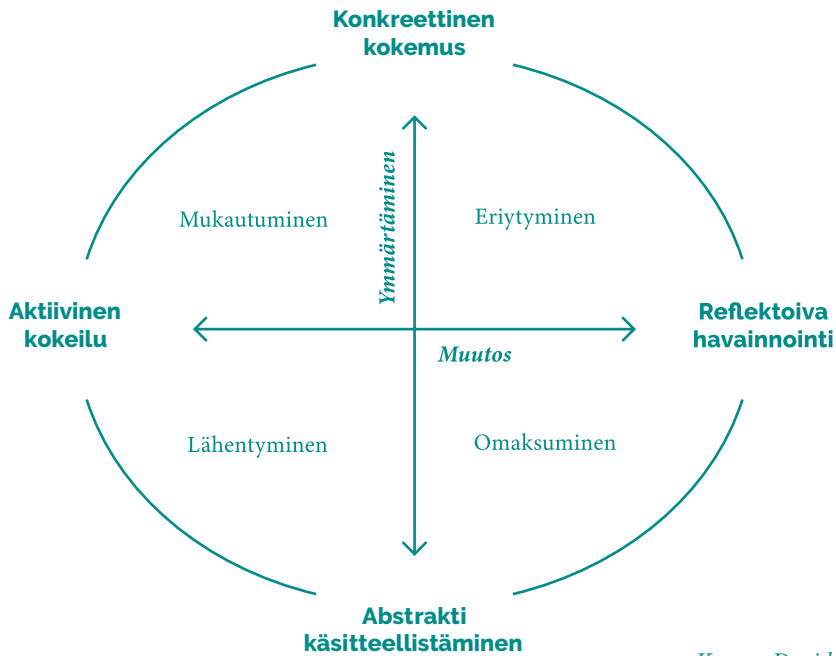 Konkreettinen
kokemus
Ymmärtäminen
Mukautuminen
Eriytyminen
Aktiivinen
kokeilu
Reflektoiva
havainnointi
Muutos
Lähentyminen
Omaksuminen
Abstrakti
käsitteellistäminen